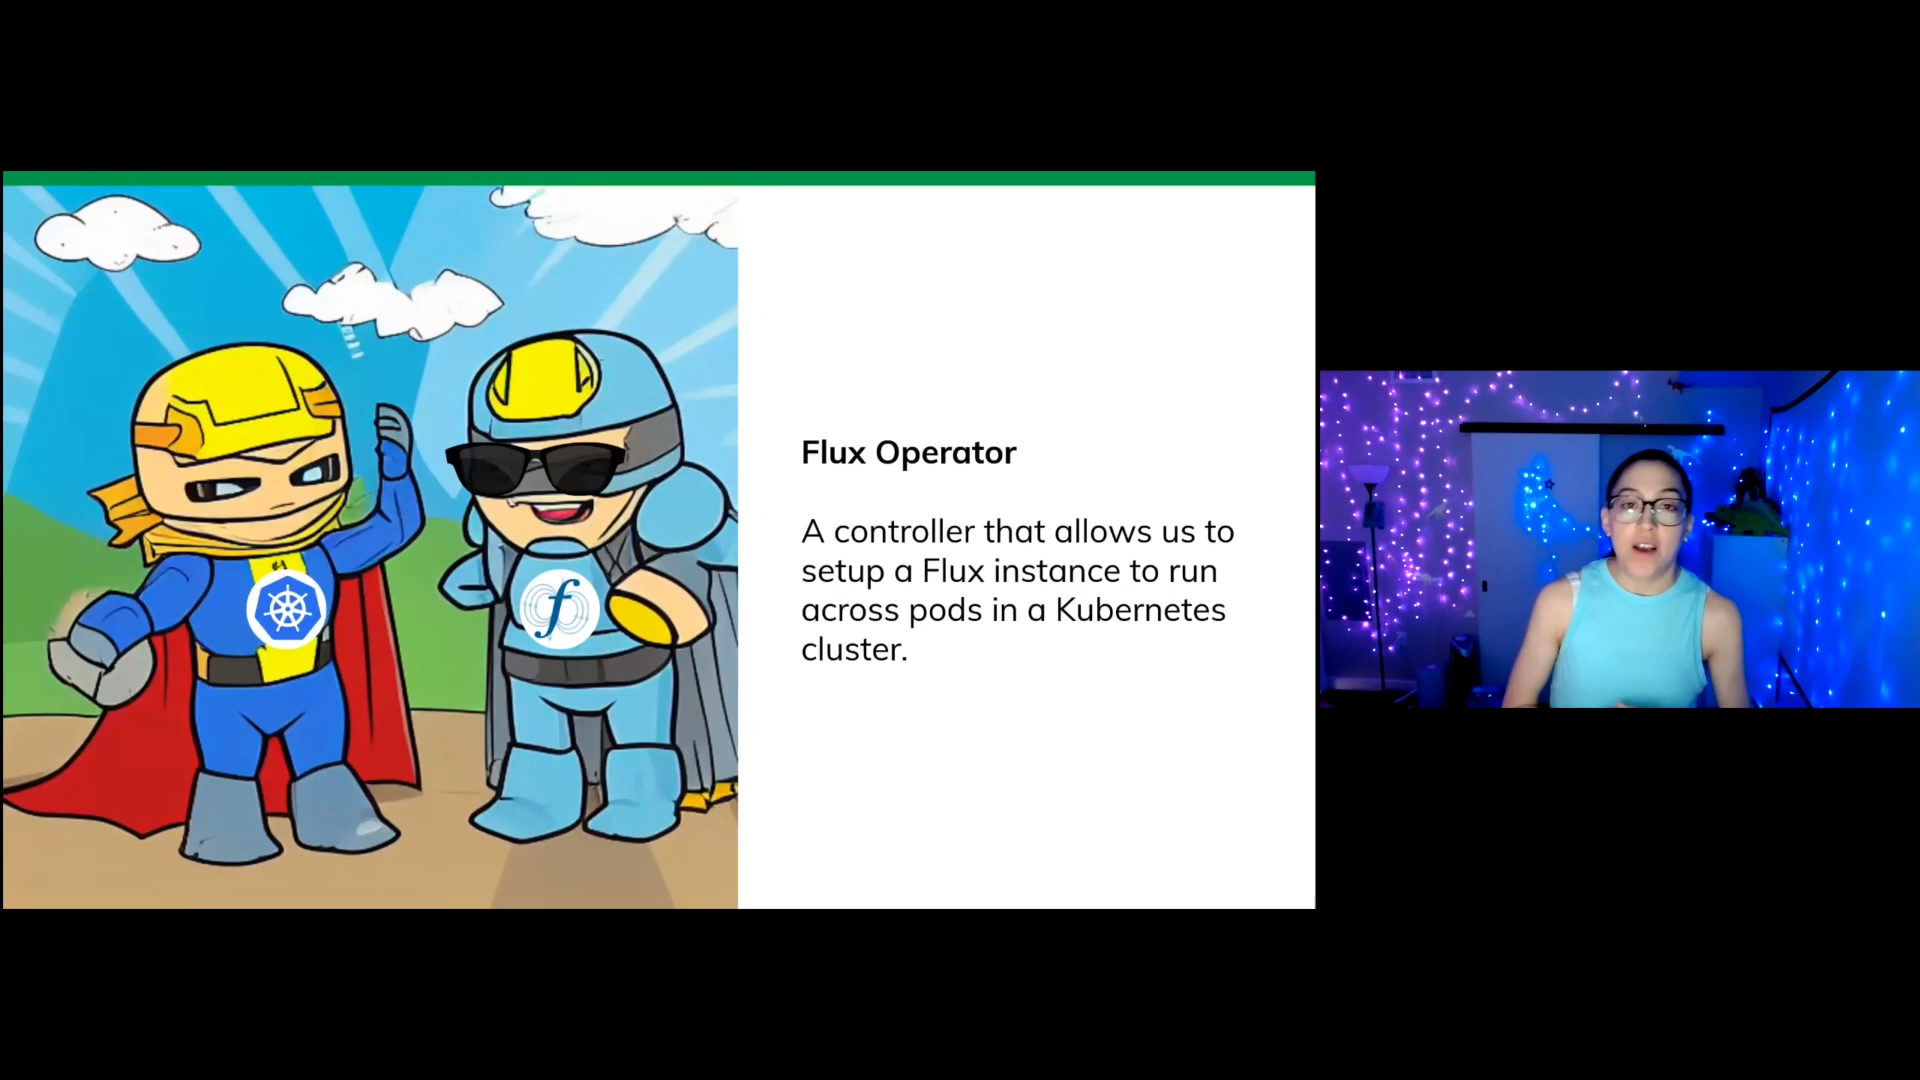 Flux Operator
A controller that allows us to
setup a Flux instance to run
across pods in a Kubernetes
cluster.
f